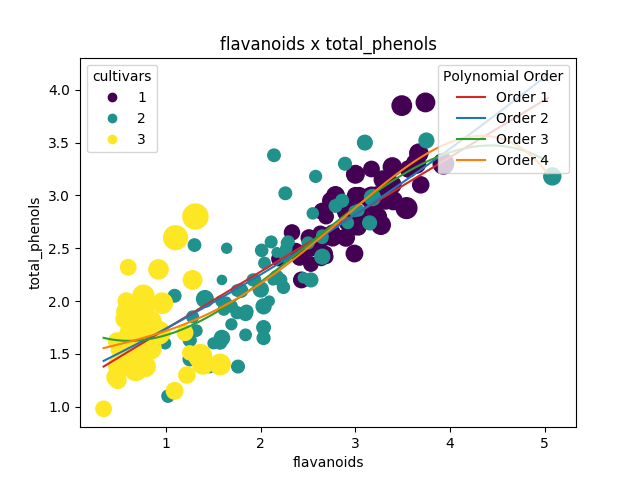 flavanoids x total_phenols
cultivars
1
2
3
Polynomial Order
Order 1
Order 2
Order 3
Order 4
total_phenols
4.0
3.5
3.0
2.5
2.0
1.5
1.0
1 2 3 4 5
flavanoids